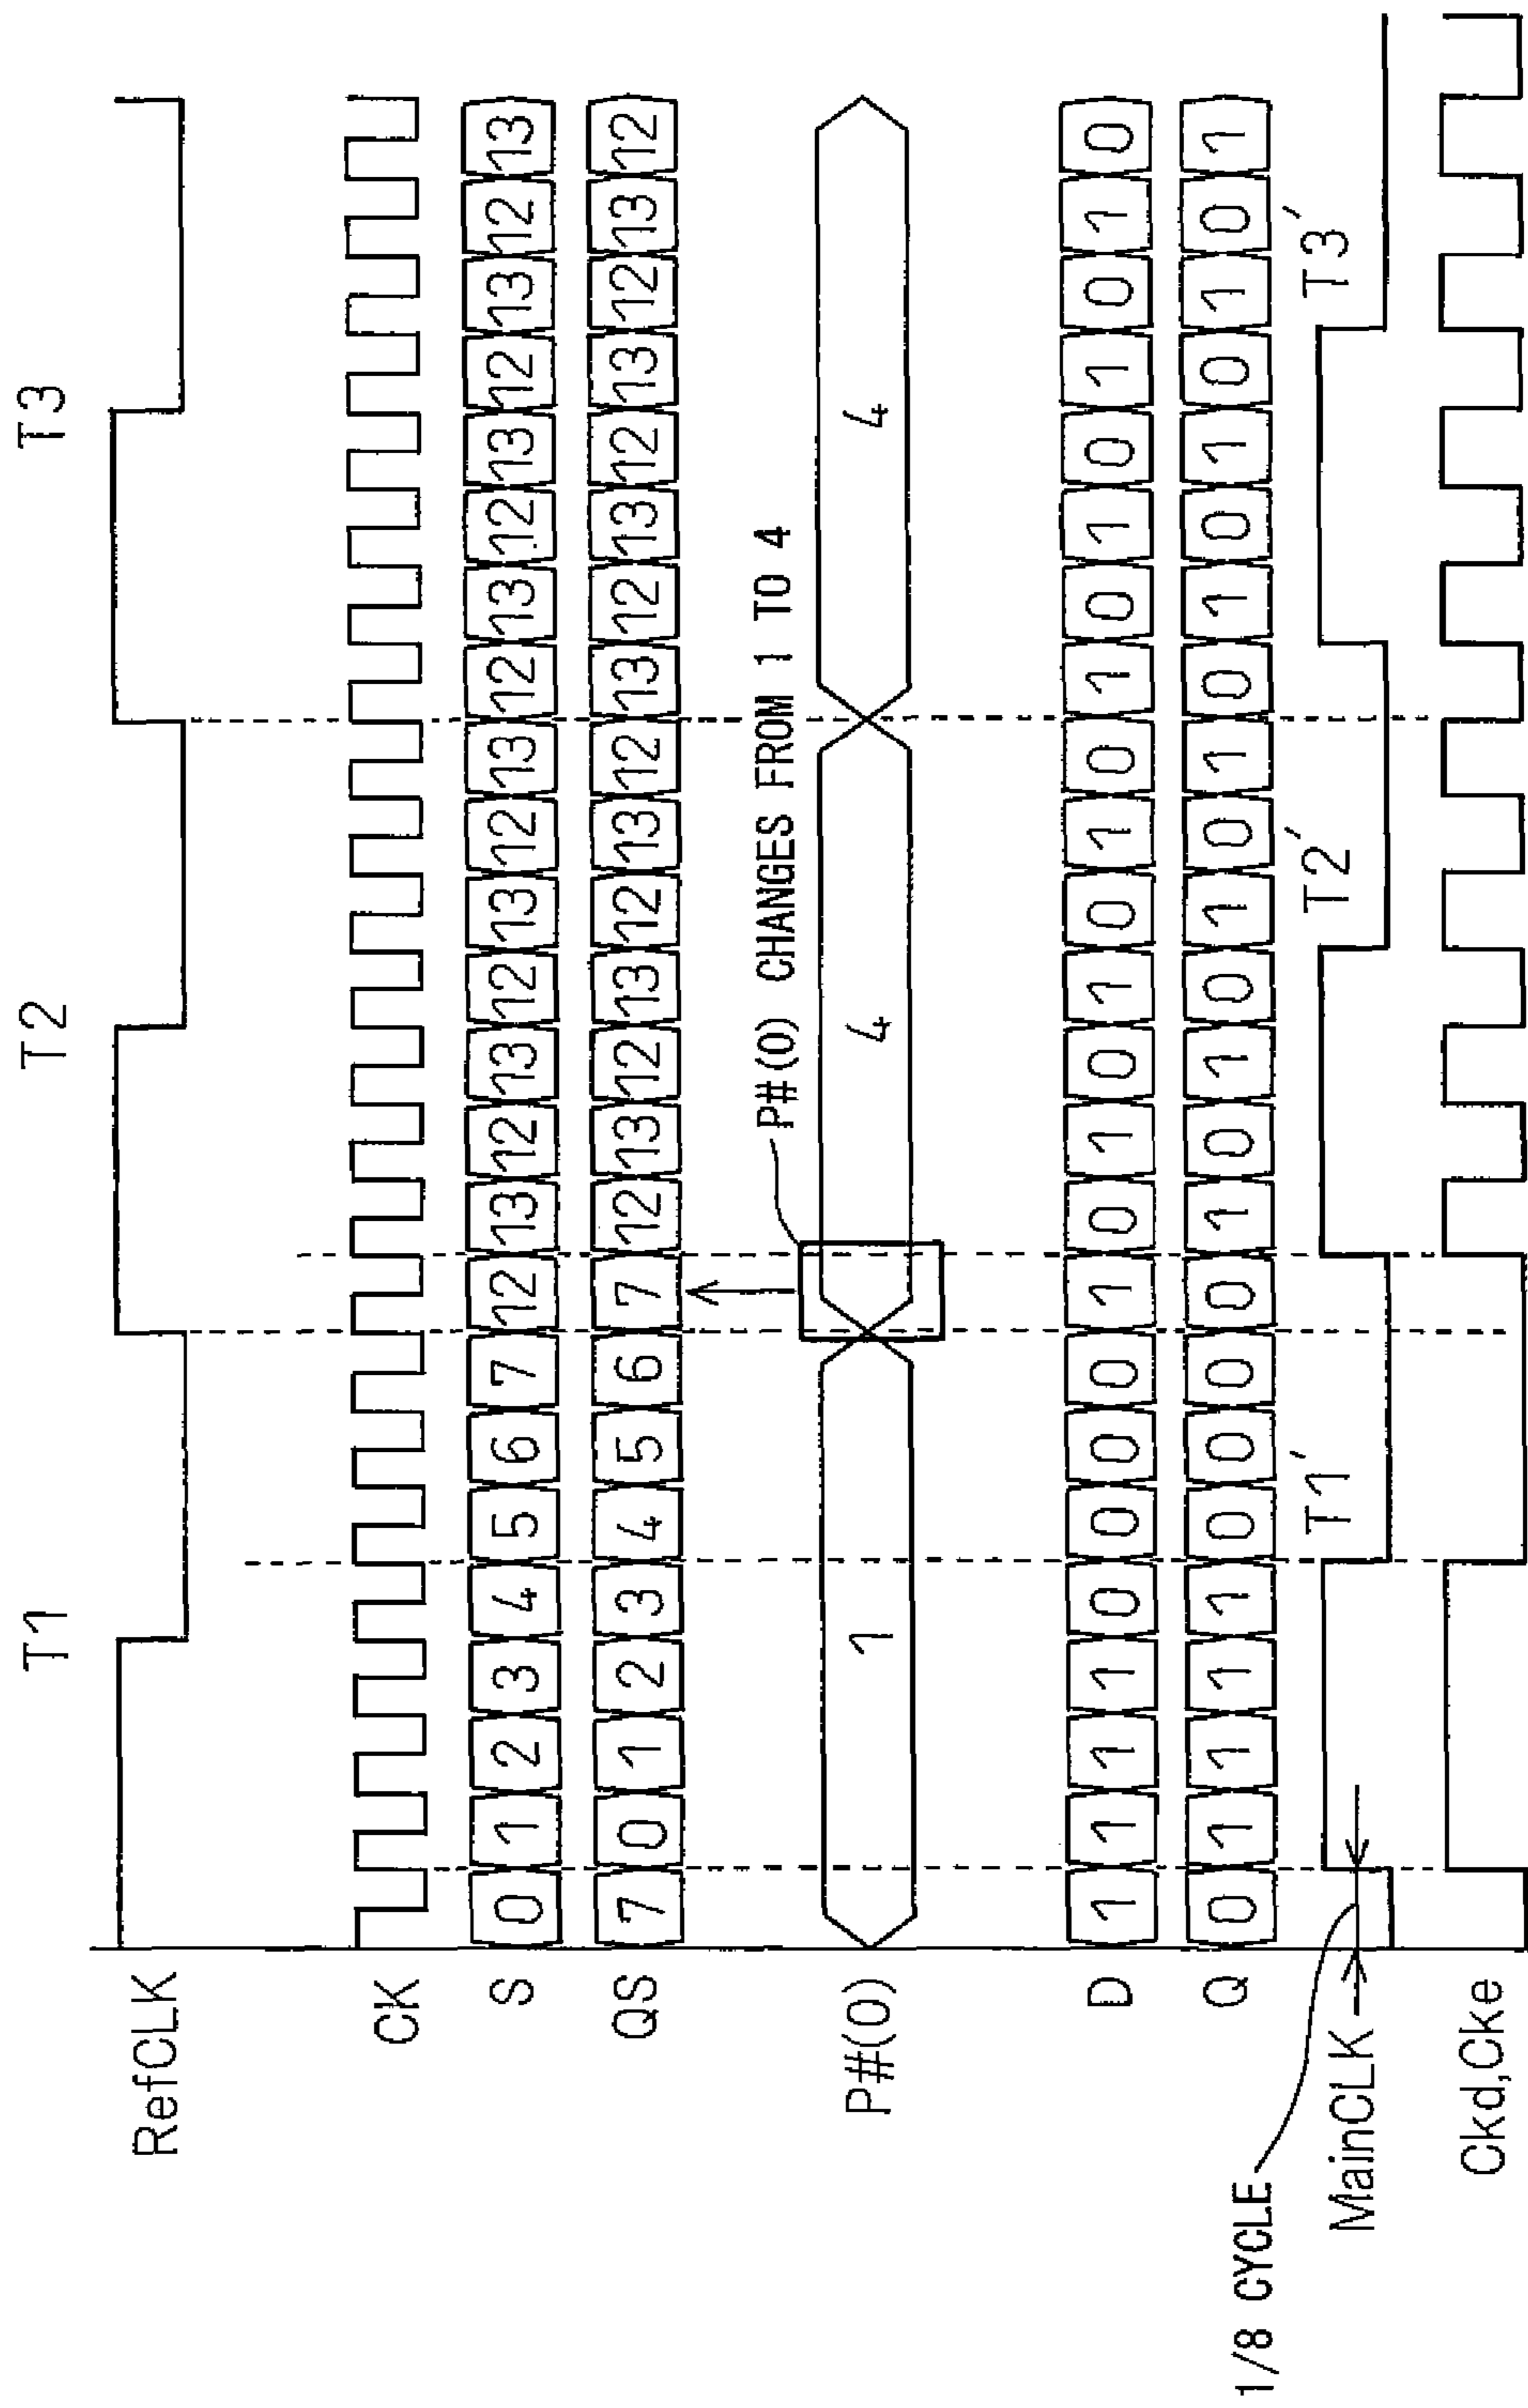 T1 T2 T3
RefCLK
CK
S 0 1 2 3 4 5 6 7 12 13 12 13 12 13 12 13 12 13 12 13 12 13 12 13
QS 7 0 1 2 3 4 5 6 7 12 13 12 13 12 13 12 13 12 13 12 13 12 13 12
P#(0) CHANGES FROM 1 TO 4
P#(0) 1 4 4
D 1 1 1 1 0 0 0 0 1 0 1 0 1 0 1 0 1 0 1 0 1 0 1 0
Q 0 1 1 1 1 0 0 0 0 1 0 1 0 1 0 1 0 1 0 1 0 1 0 1
1/8 CYCLE
T1' T2' T3'
MainCLK
Ckd,Cke